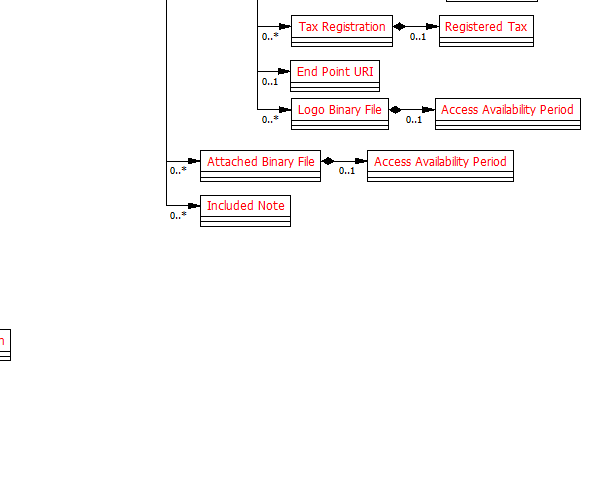 Tax Registration
Registered Tax
0..*
0..1
End Point URI
0..1
Logo Binary File
Access Availability Period
0..*
0..1
Attached Binary File
Access Availability Period
0..*
0..1
Included Note
0..*